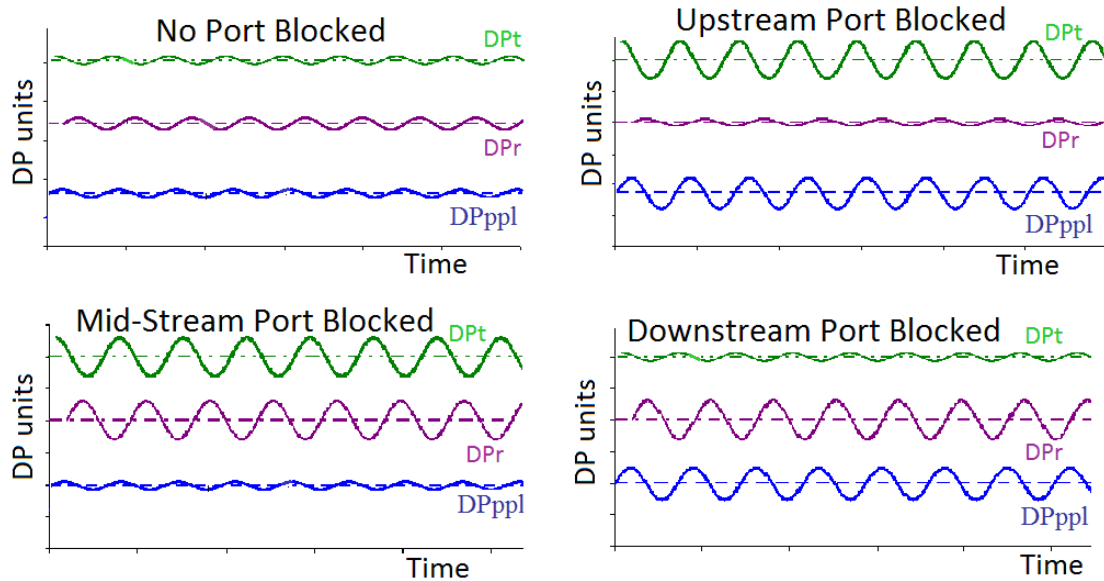 No Port Blocked
DPt
DPr
DPppl
DP units
Time
Upstream Port Blocked
DPt
DPr
DPppl
DP units
Time
Mid-Stream Port Blocked
DPt
DPr
DPppl
DP units
Time
Downstream Port Blocked
DPt
DPr
DPppl
DP units
Time